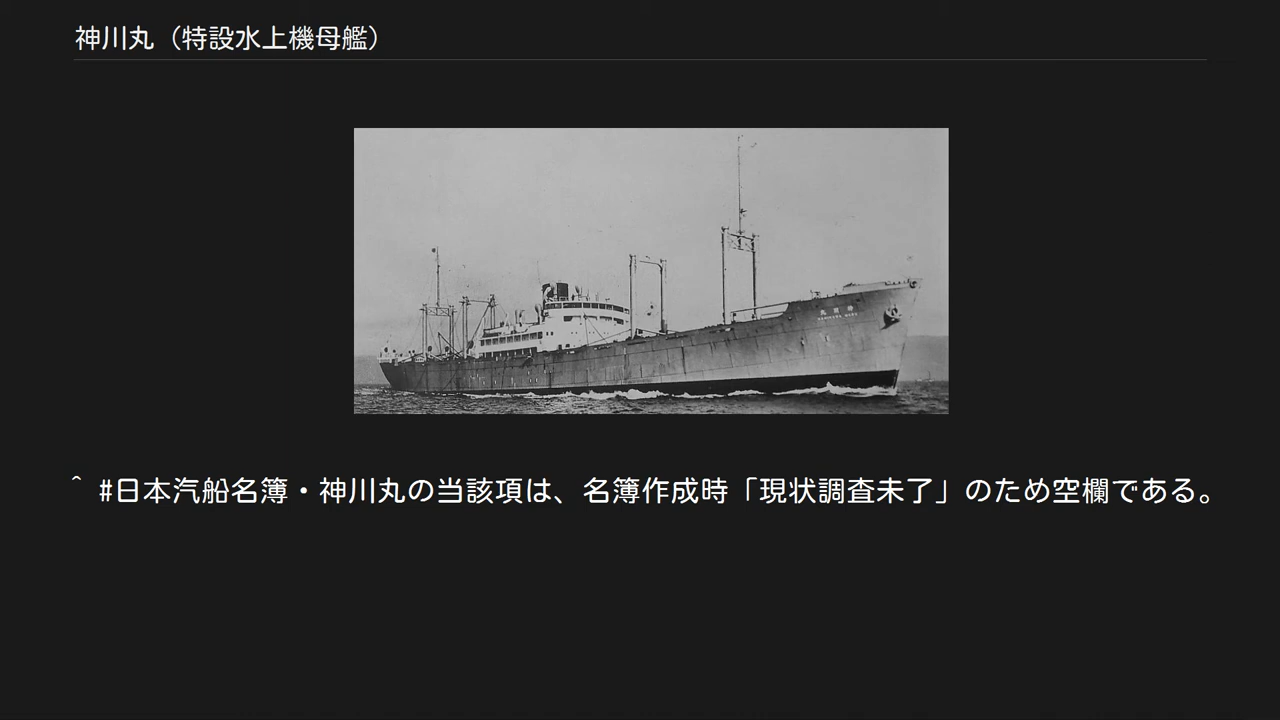 神川丸（特設水上機母艦）
^ #日本汽船名簿・神川丸の当該項は、名簿作成時「現状調査未了」のため空欄である。